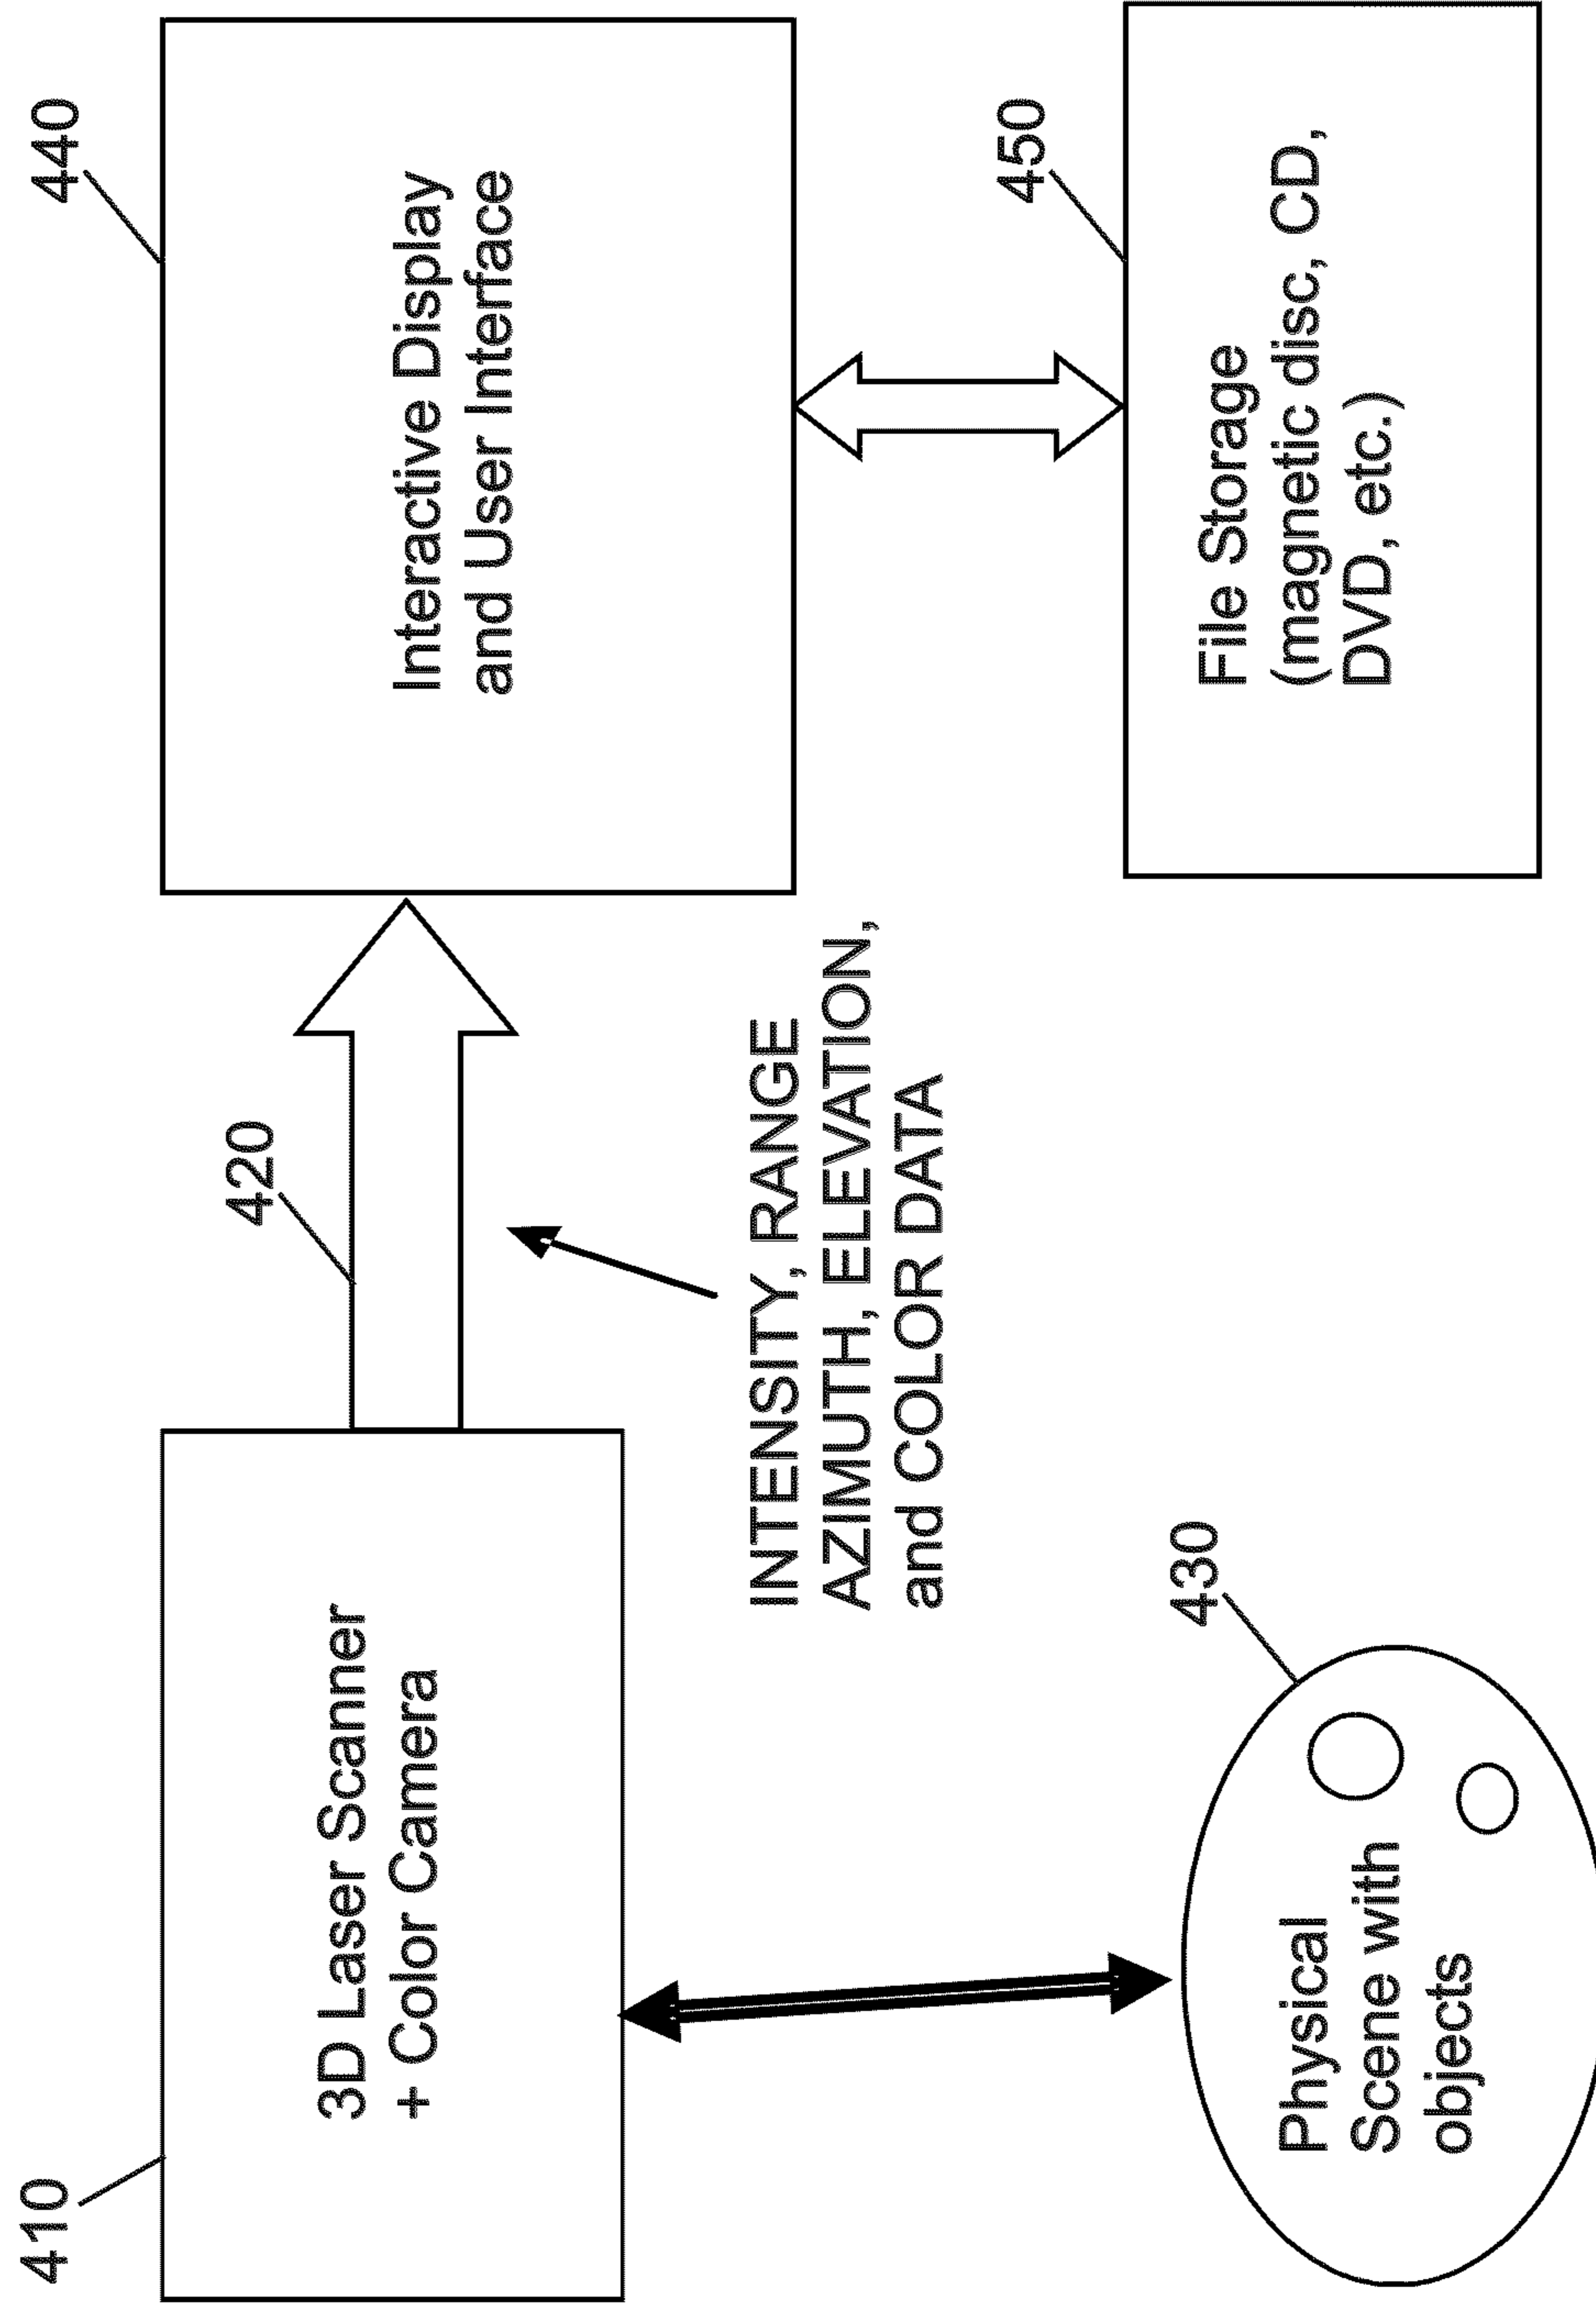 410
3D Laser Scanner
+ Color Camera
420
INTENSITY, RANGE
AZIMUTH, ELEVATION,
and COLOR DATA
440
Interactive Display
and User Interface
430
Physical
Scene with
objects
450
File Storage
(magnetic disc, CD,
DVD, etc.)